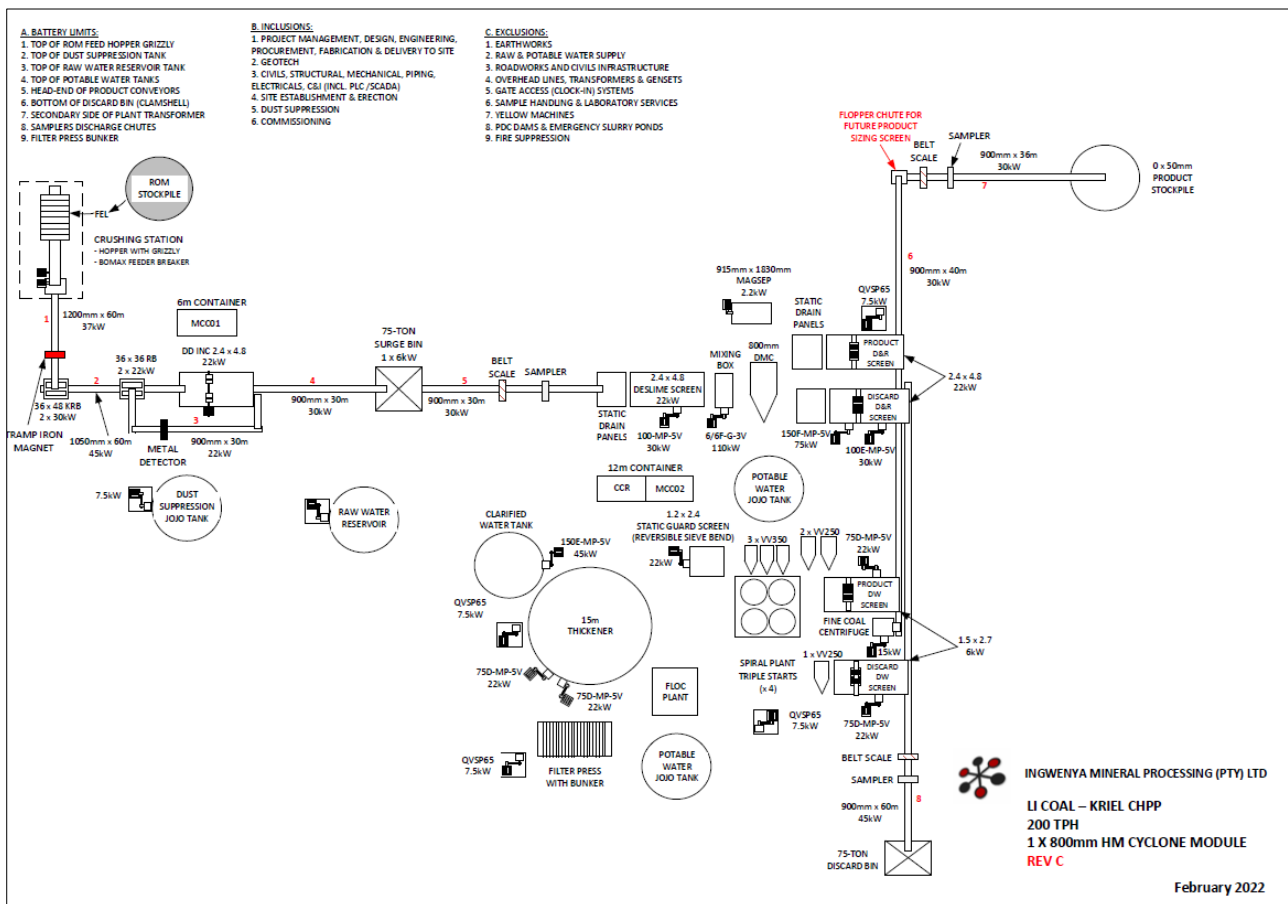 A. BATTERY LIMITS:
1. TOP OF ROM FEED HOPPER GRIZZLY
2. TOP OF DUST SUPPRESSION TANK
3. TOP OF RAW WATER RESERVOIR TANK
4. TOP OF POTABLE WATER TANKS
5. HEAD-END OF PRODUCT CONVEYORS
6. BOTTOM OF DISCARD BIN (CLAMSHELL)
7. SECONDARY SIDE OF PLANT TRANSFORMER
8. SAMPLERS DISCHARGE CHUTES
9. FILTER PRESS BUNKER
B. INCLUSIONS:
1. PROJECT MANAGEMENT, DESIGN, ENGINEERING,
PROCUREMENT, FABRICATION & DELIVERY TO SITE
2. GEOTECH
3. CIVILS, STRUCTURAL, MECHANICAL, PIPING,
ELECTRICALS, C&I (INCL. PLC /SCADA)
4. SITE ESTABLISHMENT & ERECTION
5. DUST SUPPRESSION
6. COMMISSIONING
C. EXCLUSIONS:
1. EARTHWORKS
2. RAW & POTABLE WATER SUPPLY
3. ROADWORKS AND CIVILS INFRASTRUCTURE
4. OVERHEAD LINES, TRANSFORMERS & GENSETS
5. GATE ACCESS (CLOCK-IN) SYSTEMS
6. SAMPLE HANDLING & LABORATORY SERVICES
7. YELLOW MACHINES
8. PDC DAMS & EMERGENCY SLURRY PONDS
9. FIRE SUPPRESSION
FLOPPER CHUTE FOR
FUTURE PRODUCT
SIZING SCREEN
BELT
SCALE
SAMPLER
900mm x 36m
30kW
7
0 x 50mm
PRODUCT
STOCKPILE
ROM
STOCKPILE
FEL
CRUSHING STATION
- HOPPER WITH GRIZZLY
- BOMAX FEEDER BREAKER
6
900mm x 40m
30kW
1
1200mm x 60m
37kW
6m CONTAINER
MCC01
915mm x 1830mm
MAGSEP
2.2kW
QVSP65
7.5kW
STATIC
DRAIN
PANELS
PRODUCT
D&R
SCREEN
36 x 36 RB
2 x 22kW
DD INC 2.4 x 4.8
22kW
75-TON
SURGE BIN
1 x 6kW
BELT
SCALE
SAMPLER
MIXING
BOX
800mm
DMC
2
4
5
2.4 x 4.8
DESLIME SCREEN
22kW
2.4 x 4.8
22kW
DISCARD
D&R
SCREEN
36 x 48 KRB
2 x 30kW
TRAMP IRON
MAGNET
1050mm x 60m
45kW
3
METAL
DETECTOR
900mm x 30m
22kW
900mm x 30m
30kW
900mm x 30m
30kW
STATIC
DRAIN
PANELS
100-MP-5V
30kW
6/6F-G-3V
110kW
150F-MP-5V
75kW
100E-MP-5V
30kW
7.5kW
DUST
SUPPRESSION
JOJO TANK
RAW WATER
RESERVOIR
12m CONTAINER
CCR
MCC02
POTABLE
WATER
JOJO TANK
CLARIFIED
WATER TANK
150E-MP-5V
45kW
1.2 x 2.4
STATIC GUARD SCREEN
(REVERSIBLE SIEVE BEND)
22kW
3 x VV350
2 x VV250
75D-MP-5V
22kW
PRODUCT
DW
SCREEN
QVSP65
7.5kW
15m
THICKENER
FINE COAL
CENTRIFUGE
15kW
1.5 x 2.7
6kW
75D-MP-5V
22kW
75D-MP-5V
22kW
FLOC
PLANT
SPIRAL PLANT
TRIPLE STARTS
(x 4)
1 x VV250
DISCARD
DW
SCREEN
QVSP65
7.5kW
75D-MP-5V
22kW
QVSP65
7.5kW
FILTER PRESS
WITH BUNKER
POTABLE
WATER
JOJO TANK
BELT SCALE
SAMPLER
900mm x 60m
45kW
8
75-TON
DISCARD BIN
INGWENYA MINERAL PROCESSING (PTY) LTD
LI COAL – KRIEL CHPP
200 TPH
1 X 800mm HM CYCLONE MODULE
REV C
February 2022